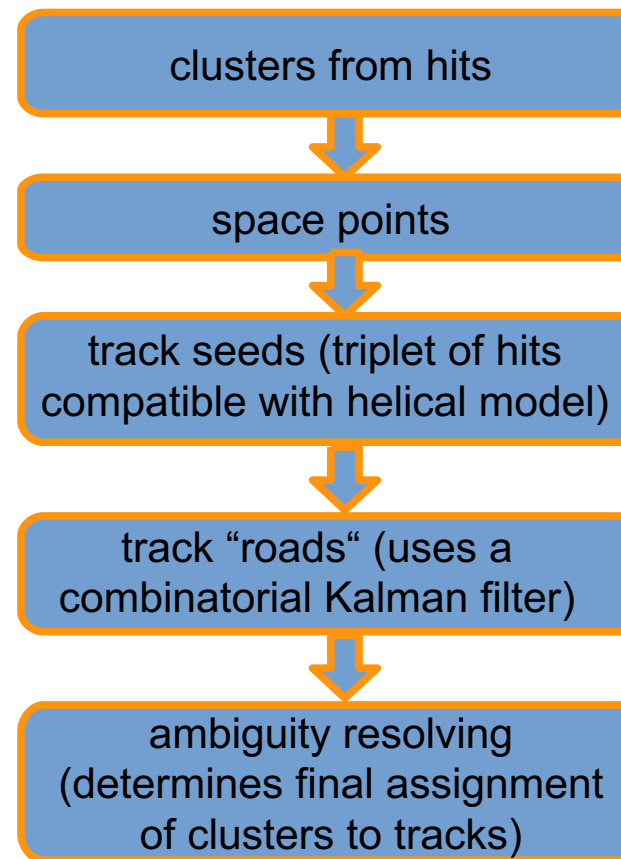 clusters from hits
space points
track seeds (triplet of hits
compatible with helical model)
track “roads“ (uses a
combinatorial Kalman filter)
ambiguity resolving
(determines final assignment
of clusters to tracks)